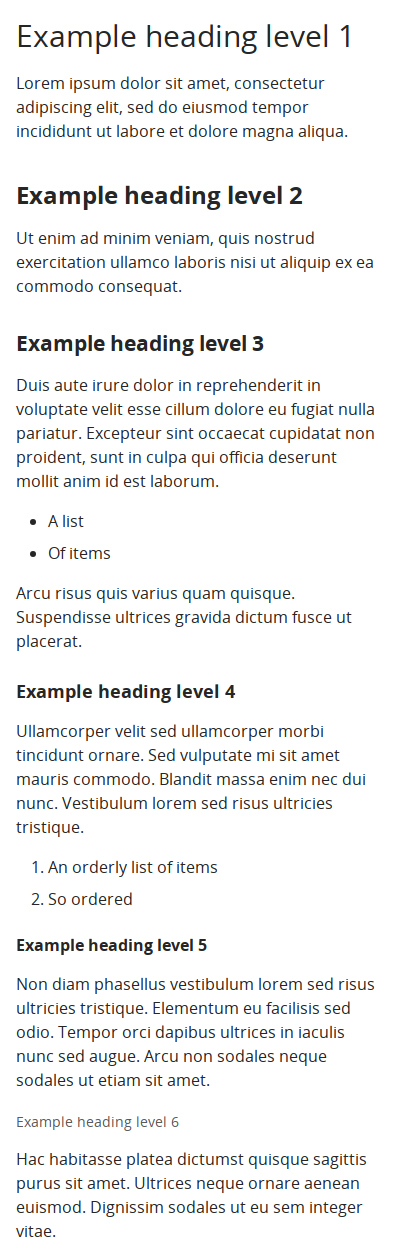 Example heading level 1
Lorem ipsum dolor sit amet, consectetur
adipiscing elit, sed do eiusmod tempor
incididunt ut labore et dolore magna aliqua.
Example heading level 2
Ut enim ad minim veniam, quis nostrud
exercitation ullamco laboris nisi ut aliquip ex ea
commodo consequat.
Example heading level 3
Duis aute irure dolor in reprehenderit in
voluptate velit esse cillum dolore eu fugiat nulla
pariatur. Excepteur sint occaecat cupidatat non
proident, sunt in culpa qui officia deserunt
mollit anim id est laborum.
• A list
• Of items
Arcu risus quis varius quam quisque.
Suspendisse ultrices gravida dictum fusce ut
placerat.
Example heading level 4
Ullamcorper velit sed ullamcorper morbi
tincidunt ornare. Sed vulputate mi sit amet
mauris commodo. Blandit massa enim nec dui
nunc. Vestibulum lorem sed risus ultricies
tristique.
1. An orderly list of items
2. So ordered
Example heading level 5
Non diam phasellus vestibulum lorem sed risus
ultricies tristique. Elementum eu facilisis sed
odio. Tempor orci dapibus ultrices in iaculis
nunc sed augue. Arcu non sodales neque
sodales ut etiam sit amet.
Example heading level 6
Hac habitasse platea dictumst quisque sagittis
purus sit amet. Ultrices neque ornare aenean
euismod. Dignissim sodales ut eu sem integer
vitae.